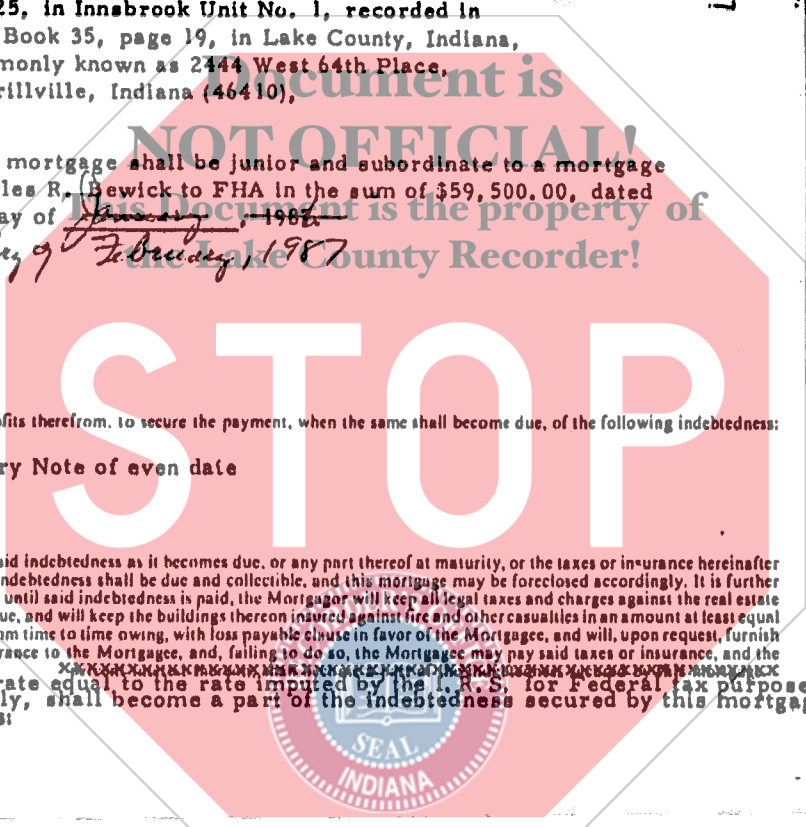 25, in Innsbrook Unit No. 1, recorded in
Book 35, page 19, in Lake County, Indiana,
monly known as 2444 West 64th Place,
rillville, Indiana (46410),
Document is
NOT OFFICIAL!
mortgage shall be junior and subordinate to a mortgage
les R. Bewick to FHA in the sum of $59,500.00, dated
This Document is the property of
ay of January, 1987
February, 1987
the Lake County Recorder!
STOP
ofits therefrom, to secure the payment, when the same shall become due, of the following indebtedness:
ry Note of even date
aid indebtedness as it becomes due, or any part thereof at maturity, or the taxes or insurance hereinafter
ndebtedness shall be due and collectible, and this mortgage may be foreclosed accordingly. It is further
until said indebtedness is paid, the Mortgagor will keep all legal taxes and charges against the real estate
ue, and will keep the buildings thereon insured against fire and other casualties in an amount at least equal
om time to time owing, with loss payable clause in favor of the Mortgagee, and will, upon request, furnish
rance to the Mortgagee, and, failing to do so, the Mortgagee may pay said taxes or insurance, and the
rate equal to the rate imputed by the I.R.S. for Federal tax purpose
ly, shall become a part of the indebtedness secured by this mortgag
SEAL
INDIANA